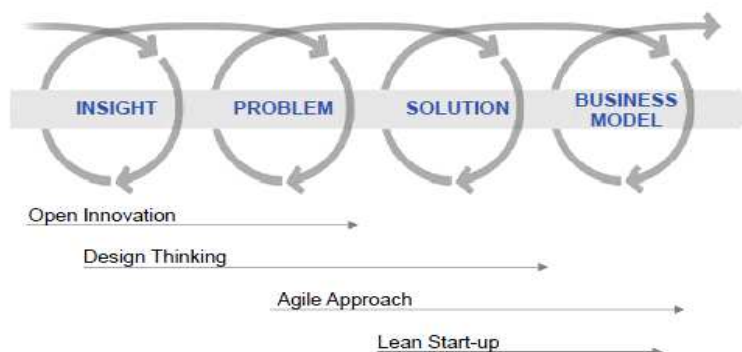 INSIGHT
PROBLEM
SOLUTION
BUSINESS
MODEL
Open Innovation
Design Thinking
Agile Approach
Lean Start-up